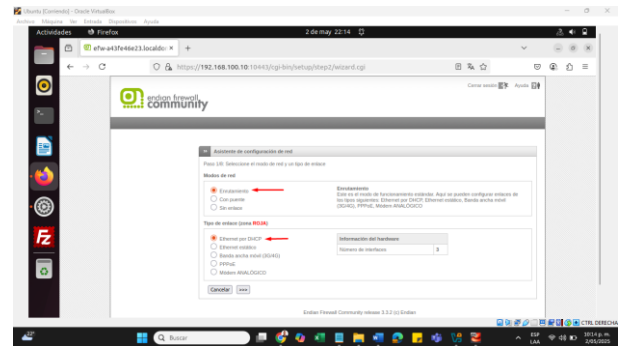 Ubuntu [Corriendo] - Oracle VirtualBox
Archivo Máquina Ver Entrada Dispositivos Ayuda
Actividades Firefox 2 de may 22:14
efw-a43fe46e23.localdo
https://192.168.100.10:10443/cgi-bin/setup/step2/wizard.cgi
Cerrar sesión Ayuda
endian firewall
community
Asistente de configuración de red
Paso 1/8: Seleccione el modo de red y un tipo de enlace
Modos de red
Enrutamiento
Con puente
Sin enlace
Enrutamiento
Este es el modo de funcionamiento estándar. Aquí se pueden configurar enlaces de
los tipos siguientes: Ethernet por DHCP, Ethernet estático, Banda ancha móvil
(3G/4G), PPPoE, Módem ANALÓGICO
Tipo de enlace (zona ROJA)
Ethernet por DHCP
Ethernet estático
Banda ancha móvil (3G/4G)
PPPoE
Módem ANALÓGICO
Información del hardware
Número de interfaces 3
Cancelar >>>
Endian Firewall Community release 3.3.2 (c) Endian
CTRL DERECHA
Buscar
ESP
LAA
10:14 p. m.
2/05/2025